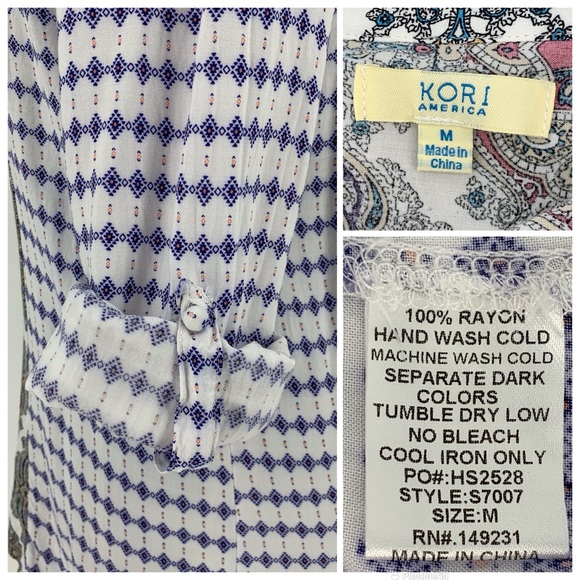 KORI
AMERICA
M
Made in
China
100% RAYON
HAND WASH COLD
MACHINE WASH COLD
SEPARATE DARK
COLORS
TUMBLE DRY LOW
NO BLEACH
COOL IRON ONLY
PO#:HS2528
STYLE:S7007
SIZE:M
RN#.149231
MADE IN CHINA